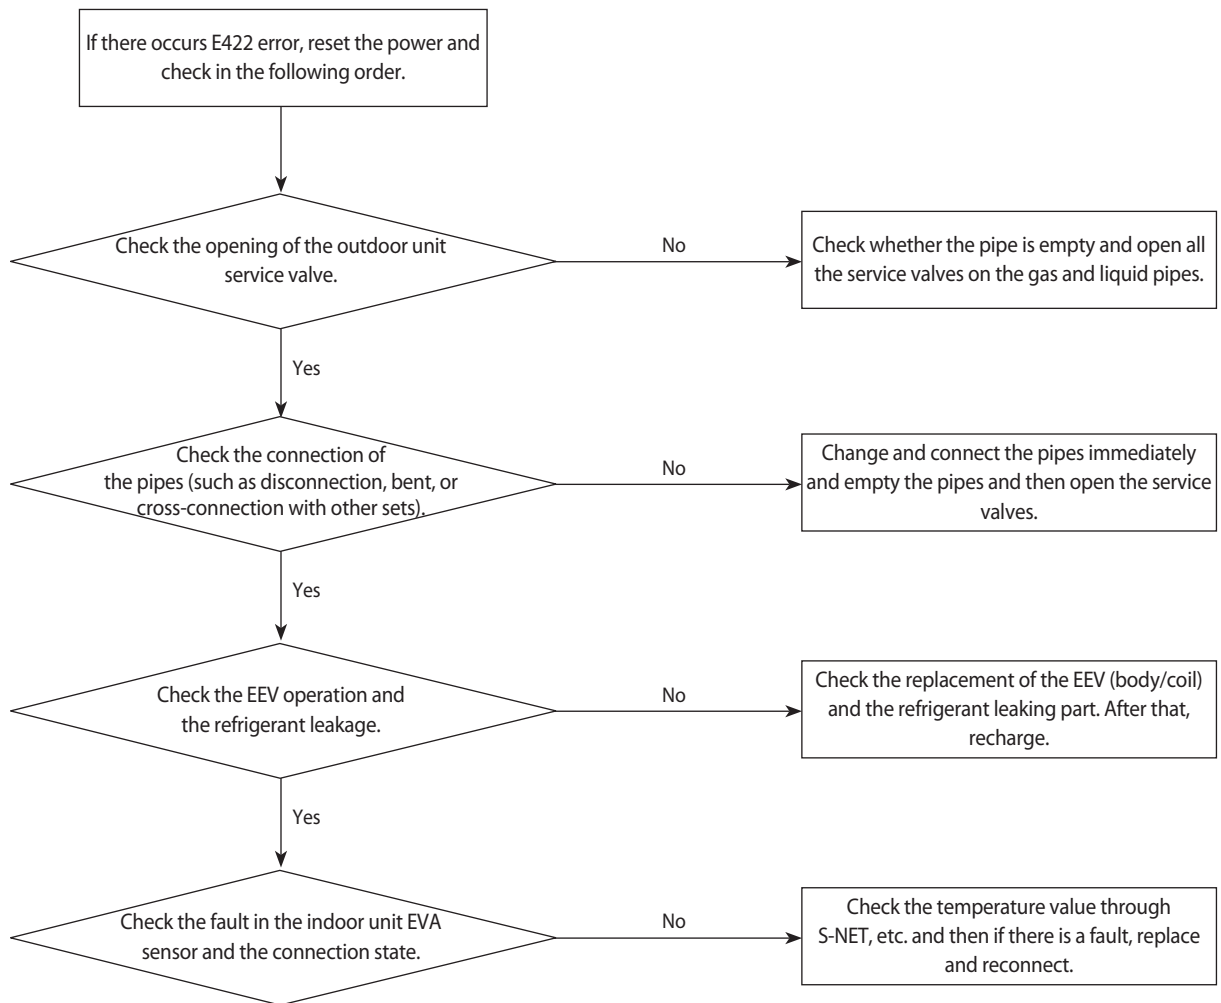 If there occurs E422 error, reset the power and
check in the following order.
Check the opening of the outdoor unit
service valve.
No
Check whether the pipe is empty and open all
the service valves on the gas and liquid pipes.
Yes
Check the connection of
the pipes (such as disconnection, bent, or
cross-connection with other sets).
No
Change and connect the pipes immediately
and empty the pipes and then open the service
valves.
Yes
Check the EEV operation and
the refrigerant leakage.
No
Check the replacement of the EEV (body/coil)
and the refrigerant leaking part. After that,
recharge.
Yes
Check the fault in the indoor unit EVA
sensor and the connection state.
No
Check the temperature value through
S-NET, etc. and then if there is a fault, replace
and reconnect.